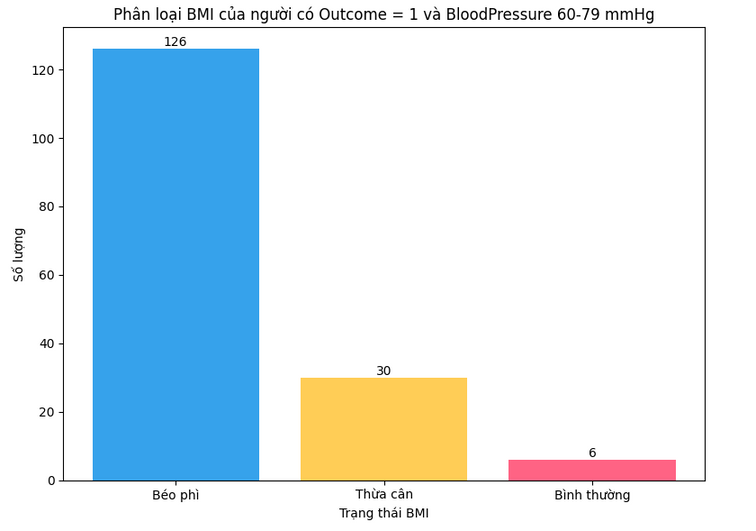 Phân loại BMI của người có Outcome = 1 và BloodPressure 60-79 mmHg
126
120
100
80
60
40
20
0
Số lượng
30
6
Béo phì
Thừa cân
Bình thường
Trạng thái BMI